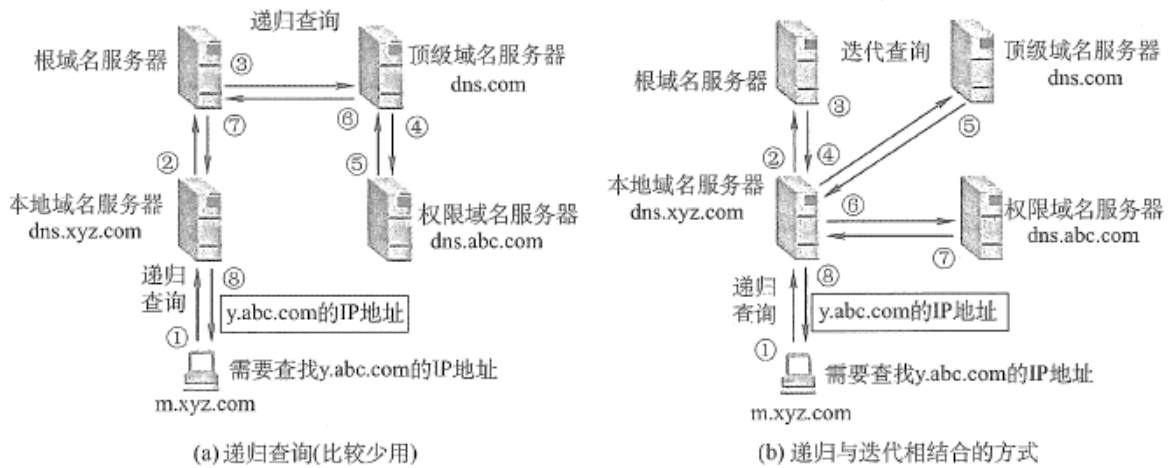 递归查询
根域名服务器
③
顶级域名服务器
dns.com
⑦
⑥
④
②
⑤
本地域名服务器
dns.xyz.com
权限域名服务器
dns.abc.com
递归
查询
⑧
y.abc.com的IP地址
①
需要查找y.abc.com的IP地址
m.xyz.com
(a) 递归查询(比较少用)
迭代查询
顶级域名服务器
dns.com
根域名服务器
③
⑤
②
④
本地域名服务器
dns.xyz.com
⑥
权限域名服务器
dns.abc.com
⑦
递归
查询
⑧
y.abc.com的IP地址
①
需要查找y.abc.com的IP地址
m.xyz.com
(b) 递归与迭代相结合的方式